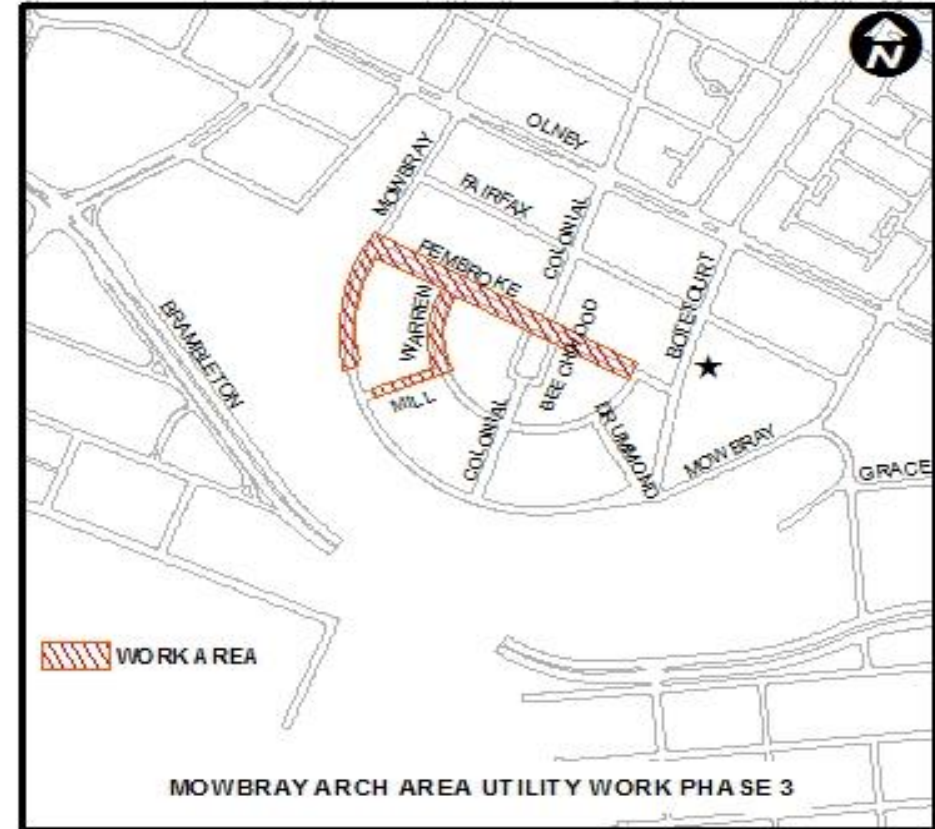 N
OLNEY
MOWBRAY
FAIRFAX
COLONIAL
PEMBROKE
BOTETOURT
WARREN
BEECHWOOD
BRAMBLETON
MILL
COLONIAL
DRUMMOND
MOWBRAY
GRACE
WORK AREA
MOWBRAY ARCH AREA UTILITY WORK PHASE 3